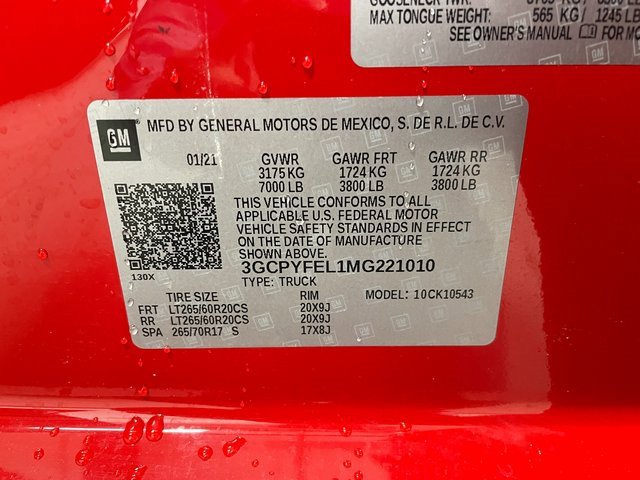 MAX TONGUE WEIGHT: 565 KG/ 1245 LB
SEE OWNER'S MANUAL FOR
GM
MFD BY GENERAL MOTORS DE MEXICO, S. DE R.L. DE C.V.
01/21 GVWR GAWR FRT GAWR RR
3175 KG 1724 KG 1724 KG
7000 LB 3800 LB 3800 LB
THIS VEHICLE CONFORMS TO ALL
APPLICABLE U.S. FEDERAL MOTOR
VEHICLE SAFETY STANDARDS IN EFFECT
ON THE DATE OF MANUFACTURE
SHOWN ABOVE.
130X 3GCPYFEL1MG221010
TYPE: TRUCK
TIRE SIZE RIM MODEL: 10CK10543
FRT LT265/60R20CS 20X9J
RR LT265/60R20CS 20X9J
SPA 265/70R17 S 17X8J